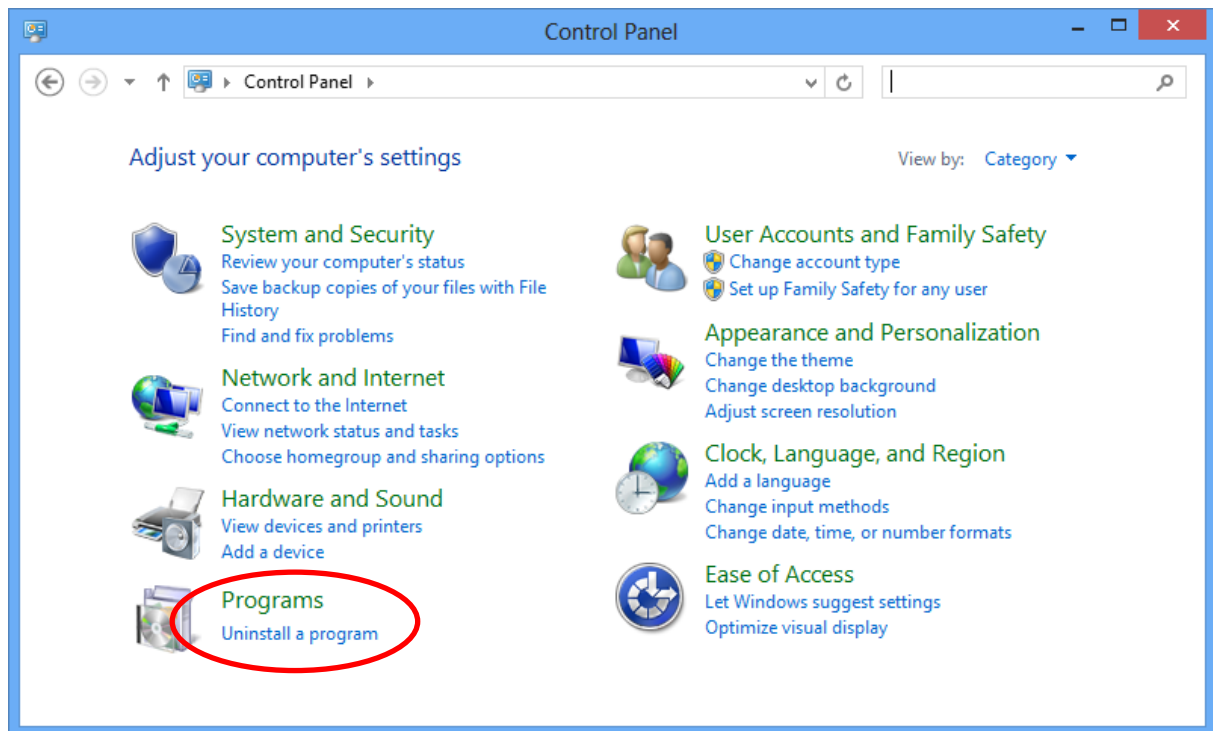 Control Panel
Control Panel
Adjust your computer's settings
View by: Category
System and Security
Review your computer's status
Save backup copies of your files with File
History
Find and fix problems
Network and Internet
Connect to the Internet
View network status and tasks
Choose homegroup and sharing options
Hardware and Sound
View devices and printers
Add a device
Programs
Uninstall a program
User Accounts and Family Safety
Change account type
Set up Family Safety for any user
Appearance and Personalization
Change the theme
Change desktop background
Adjust screen resolution
Clock, Language, and Region
Add a language
Change input methods
Change date, time, or number formats
Ease of Access
Let Windows suggest settings
Optimize visual display